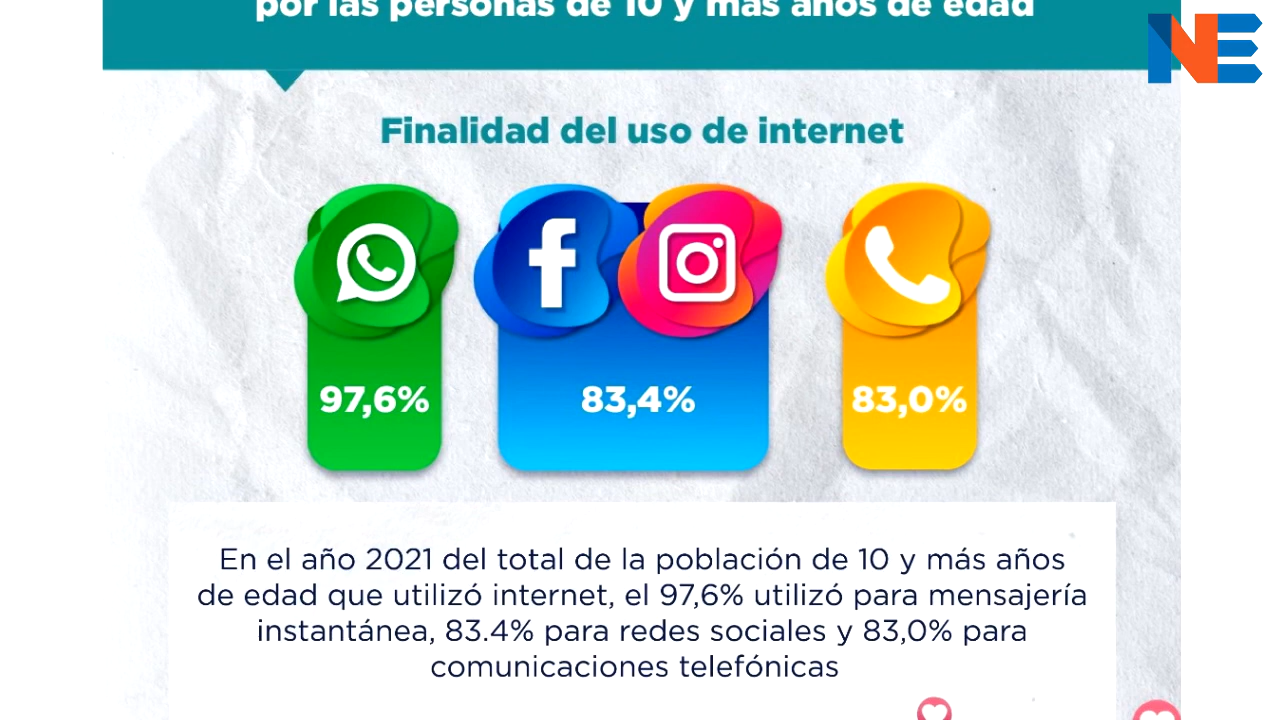 por las personas de 10 y más años de edad
NE
Finalidad del uso de internet
97,6%
83,4%
83,0%
En el año 2021 del total de la población de 10 y más años
de edad que utilizó internet, el 97,6% utilizó para mensajería
instantánea, 83.4% para redes sociales y 83,0% para
comunicaciones telefónicas